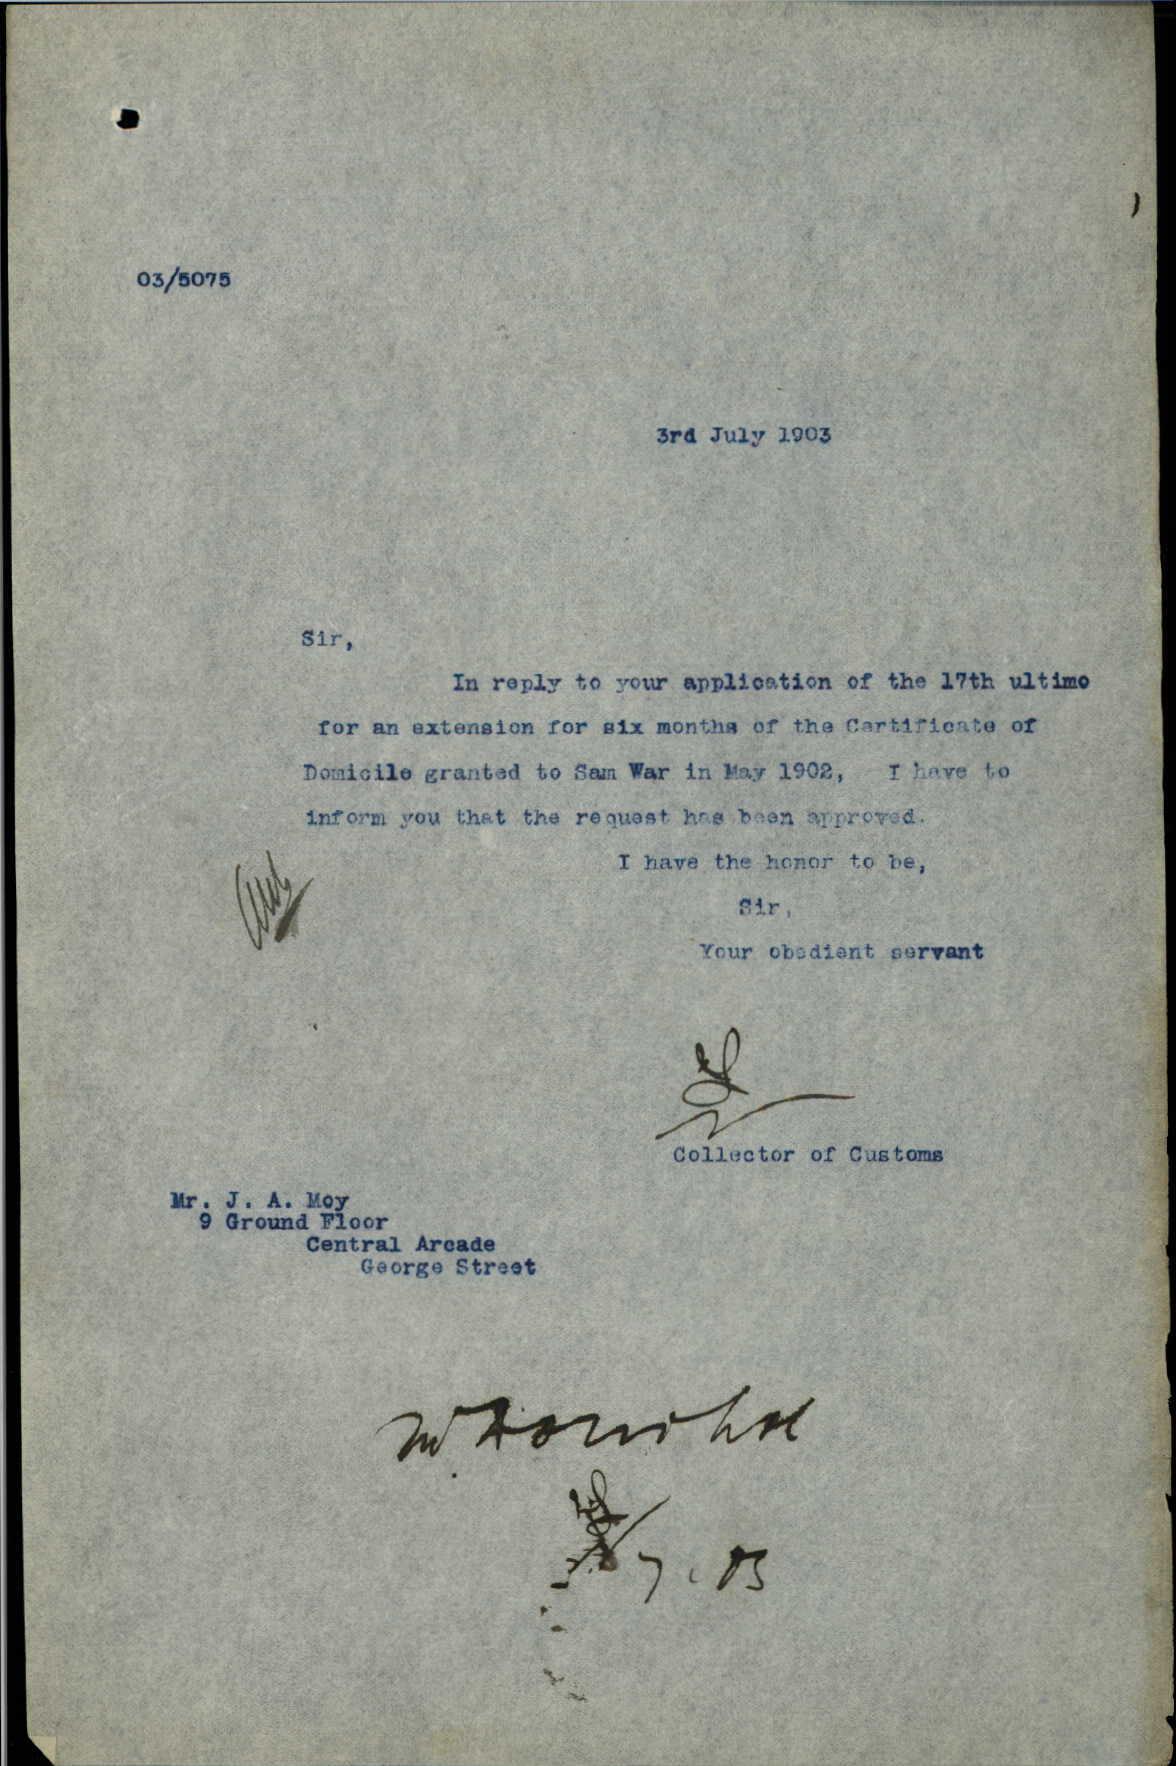 03/5075
3rd July 1903
Sir,
In reply to your application of the 17th ultimo
for an extension for six months of the Certificate of
Domicile granted to Sam War in May 1902, I have to
inform you that the request has been approved.
I have the honor to be,
Sir,
Your obedient servant
Collector of Customs
Mr. J. A. Moy
9 Ground Floor
Central Arcade
George Street
7.03